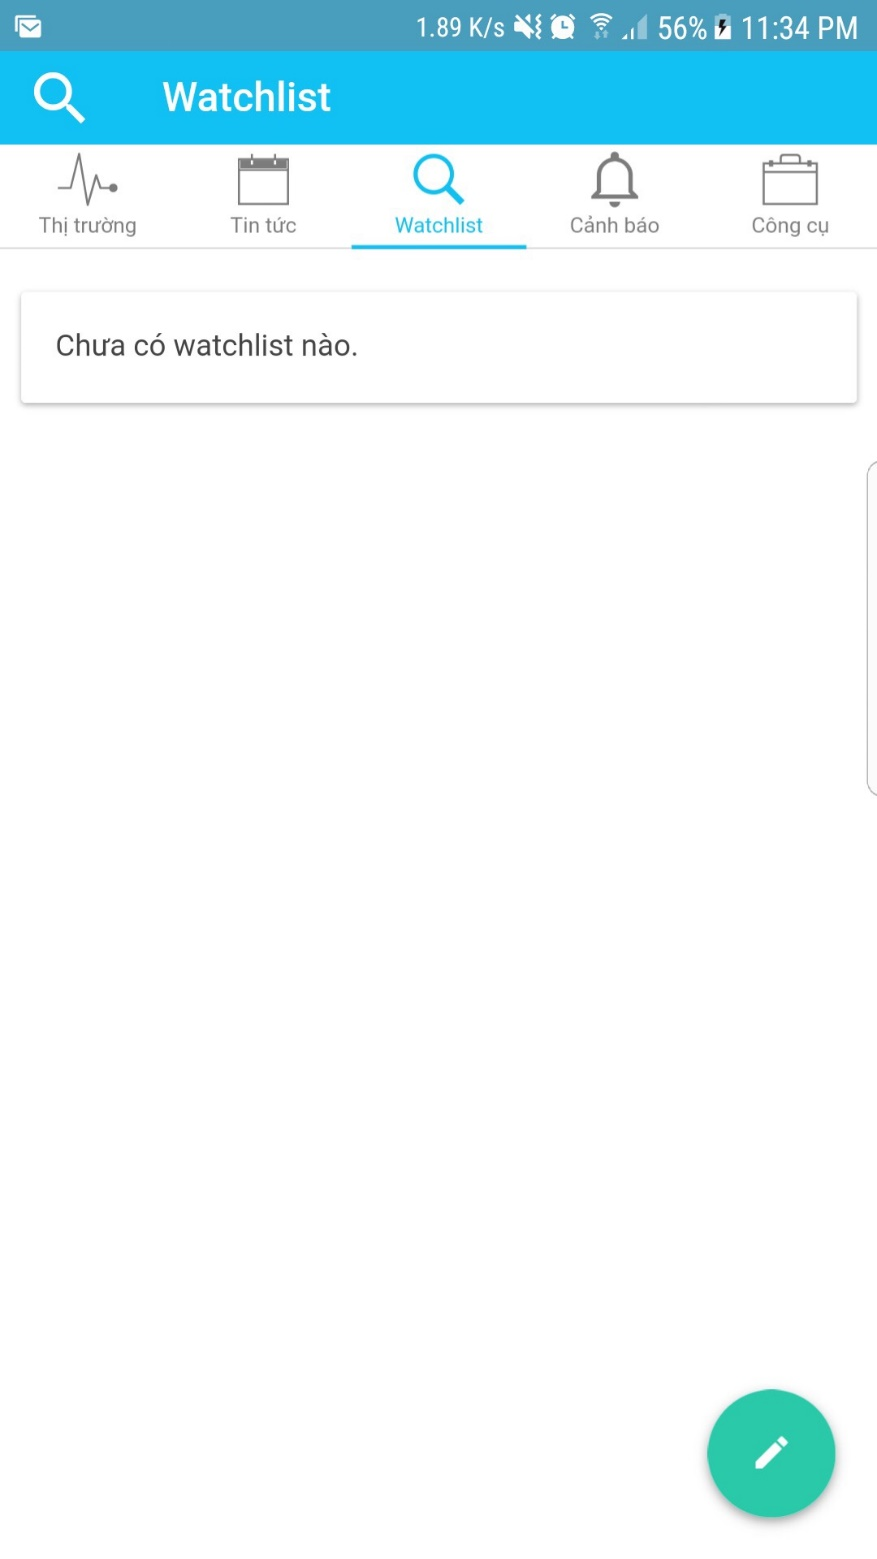 1.89 K/s 56% 11:34 PM
Watchlist
Thị trường Tin tức Watchlist Cảnh báo Công cụ
Chưa có watchlist nào.